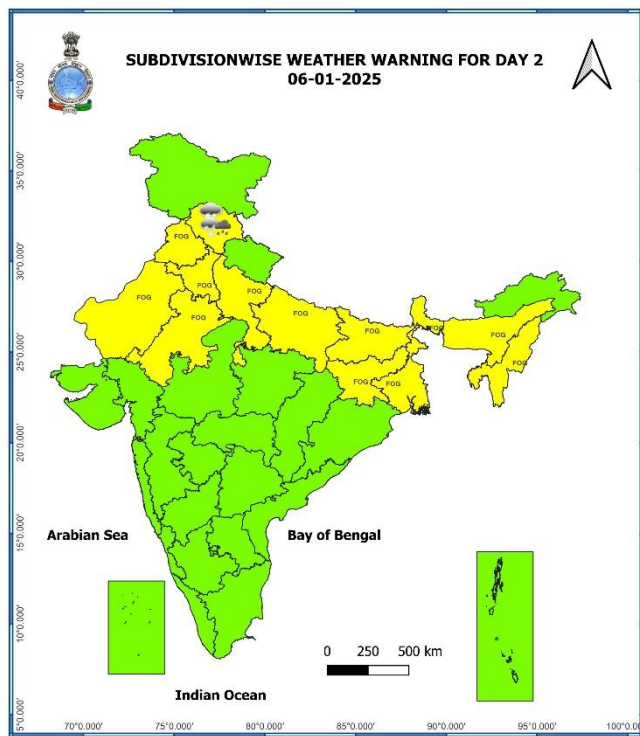 SUBDIVISIONWISE WEATHER WARNING FOR DAY 2
06-01-2025
40°0.000'
35°0.000'
30°0.000'
25°0.000'
20°0.000'
15°0.000'
10°0.000'
5°0.000'
FOG
FOG
FOG
FOG
FOG
FOG
FOG
FOG
FOG
FOG
FOG
FOG
Arabian Sea
Bay of Bengal
0 250 500 km
Indian Ocean
70°0.000' 75°0.000' 80°0.000' 85°0.000' 90°0.000' 95°0.000' 100°0.000'